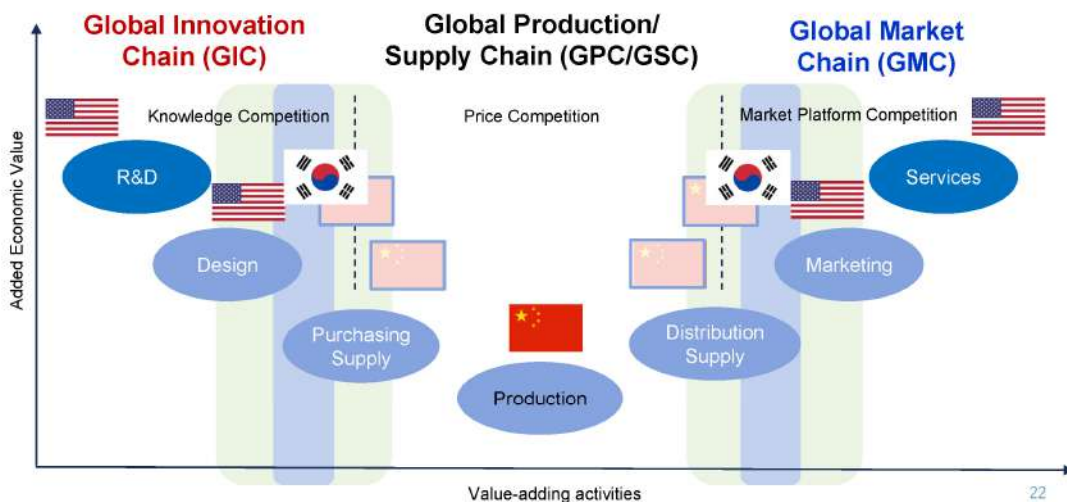 Global Innovation
Chain (GIC)
Global Production/
Supply Chain (GPC/GSC)
Global Market
Chain (GMC)
Knowledge Competition
Price Competition
Market Platform Competition
R&D
Services
Design
Marketing
Purchasing
Supply
Distribution
Supply
Production
Added Economic Value
Value-adding activities
22